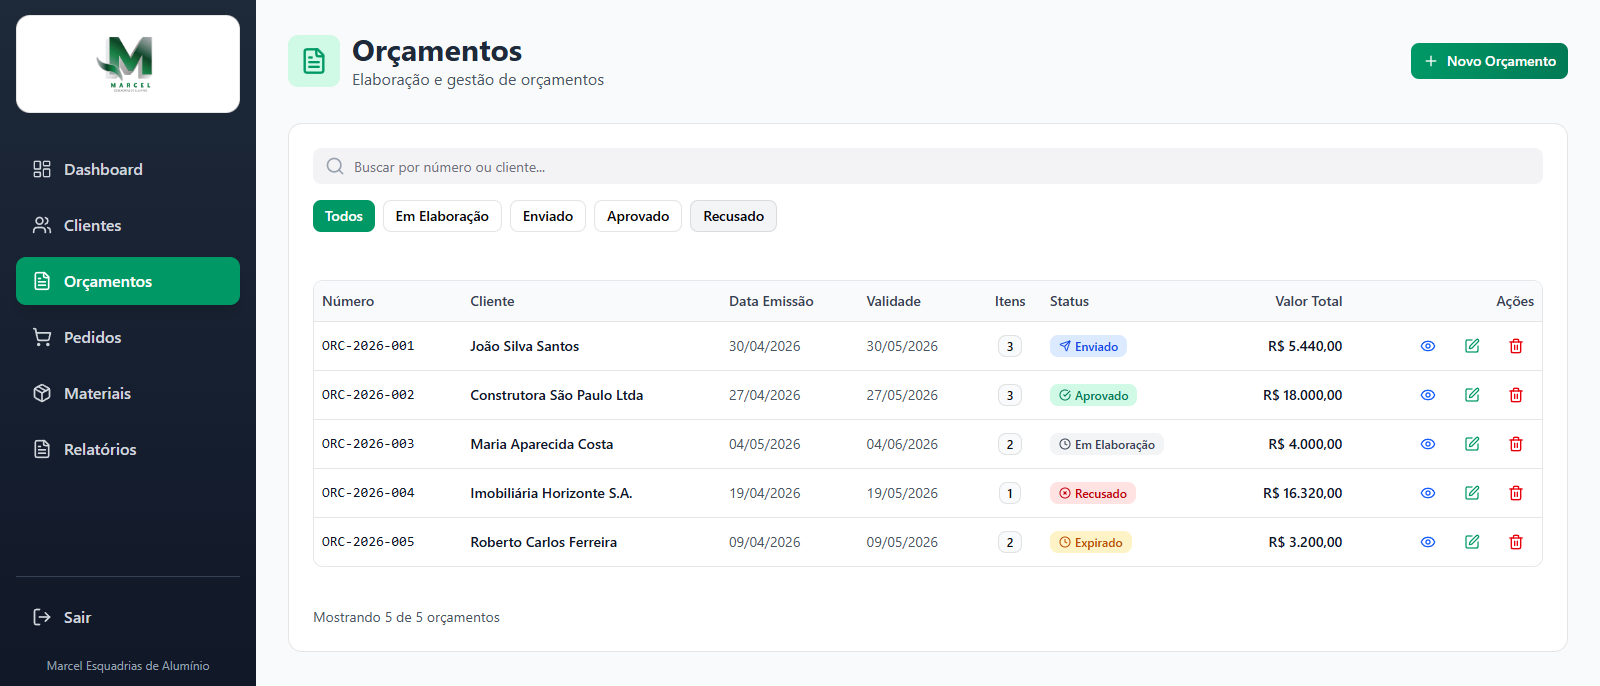 MARCEL
Dashboard
Clientes
Orçamentos
Pedidos
Materiais
Relatórios
Sair
Marcel Esquadrias de Alumínio
Orçamentos
Elaboração e gestão de orçamentos
+ Novo Orçamento
Buscar por número ou cliente...
Todos Em Elaboração Enviado Aprovado Recusado
Número Cliente Data Emissão Validade Itens Status Valor Total Ações
ORC-2026-001 João Silva Santos 30/04/2026 30/05/2026 3 Enviado R$ 5.440,00
ORC-2026-002 Construtora São Paulo Ltda 27/04/2026 27/05/2026 3 Aprovado R$ 18.000,00
ORC-2026-003 Maria Aparecida Costa 04/05/2026 04/06/2026 2 Em Elaboração R$ 4.000,00
ORC-2026-004 Imobiliária Horizonte S.A. 19/04/2026 19/05/2026 1 Recusado R$ 16.320,00
ORC-2026-005 Roberto Carlos Ferreira 09/04/2026 09/05/2026 2 Expirado R$ 3.200,00
Mostrando 5 de 5 orçamentos